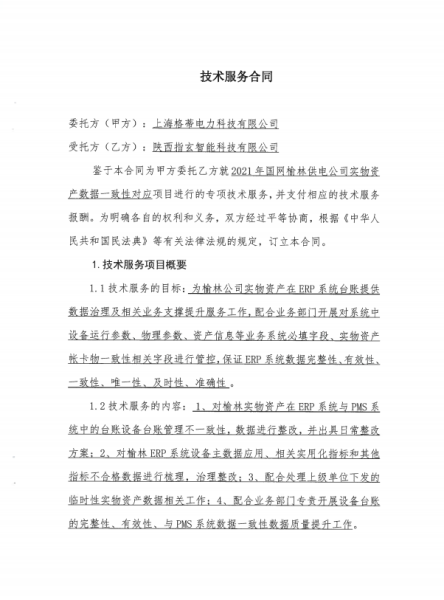 技术服务合同
委托方（甲方）：上海格蒂电力科技有限公司
受托方（乙方）：陕西指玄智能科技有限公司
鉴于本合同为甲方委托乙方就2021年国网榆林供电公司实物资
产数据一致性对应项目进行的专项技术服务，并支付相应的技术服务
报酬。为明确各自的权利和义务，双方经过平等协商，根据《中华人
民共和国民法典》等有关法律法规的规定，订立本合同。
1.技术服务项目概要
1.1技术服务的目标：为榆林公司实物资产在ERP系统台账提供
数据治理及相关业务支撑提升服务工作，配合业务部门开展对系统中
设备运行参数、物理参数、资产信息等业务系统必填字段、实物资产
帐卡物一致性相关字段进行管控，保证ERP系统数据完整性、有效性、
一致性、唯一性、及时性、准确性。
1.2技术服务的内容：1、对榆林实物资产在ERP系统与PMS系
统中的台账设备台账管理不一致性，数据进行整改，并出具日常整改
方案；2、对榆林ERP系统设备主数据应用、相关实用化指标和其他
指标不合格数据进行梳理，治理整改；3、配合处理上级单位下发的
临时性实物资产数据相关工作；4、配合业务部门专责开展设备台账
的完整性、有效性、与PMS系统数据一致性数据质量提升工作。